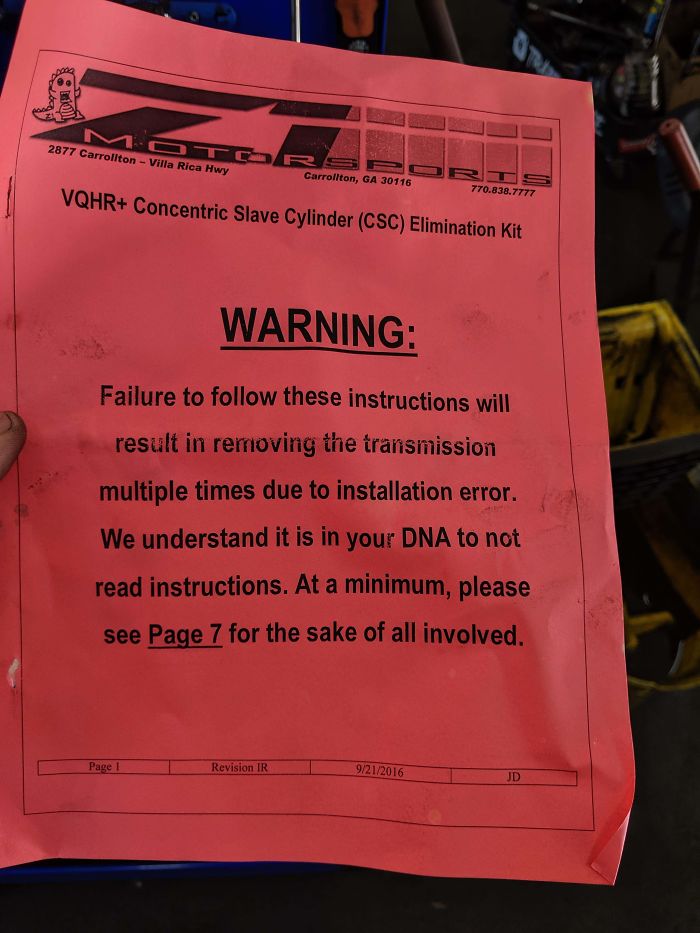 Z1
MOTORSPORTS
2877 Carrollton – Villa Rica Hwy
Carrollton, GA 30116
770.838.7777
VQHR+ Concentric Slave Cylinder (CSC) Elimination Kit
WARNING:
Failure to follow these instructions will
result in removing the transmission
multiple times due to installation error.
We understand it is in your DNA to not
read instructions. At a minimum, please
see Page 7 for the sake of all involved.
Page 1 Revision IR 9/21/2016 JD